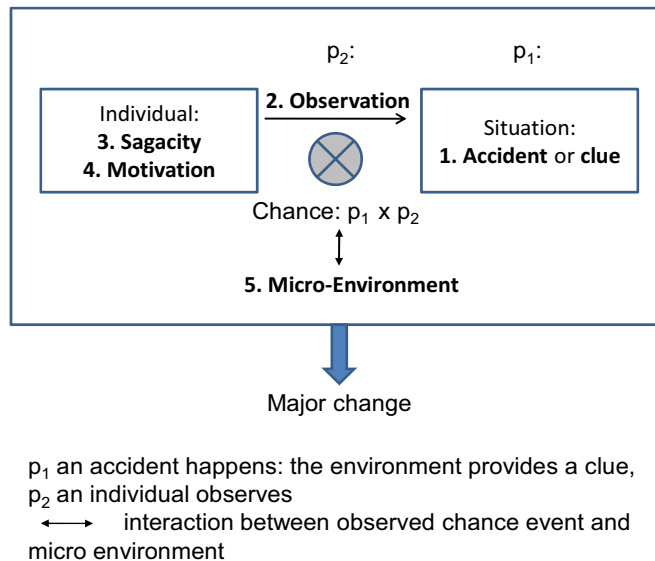 p₂: p₁:
Individual:
3. Sagacity
4. Motivation
2. Observation
Situation:
1. Accident or clue
Chance: p₁ x p₂
5. Micro-Environment
Major change
p₁ an accident happens: the environment provides a clue,
p₂ an individual observes
interaction between observed chance event and
micro environment